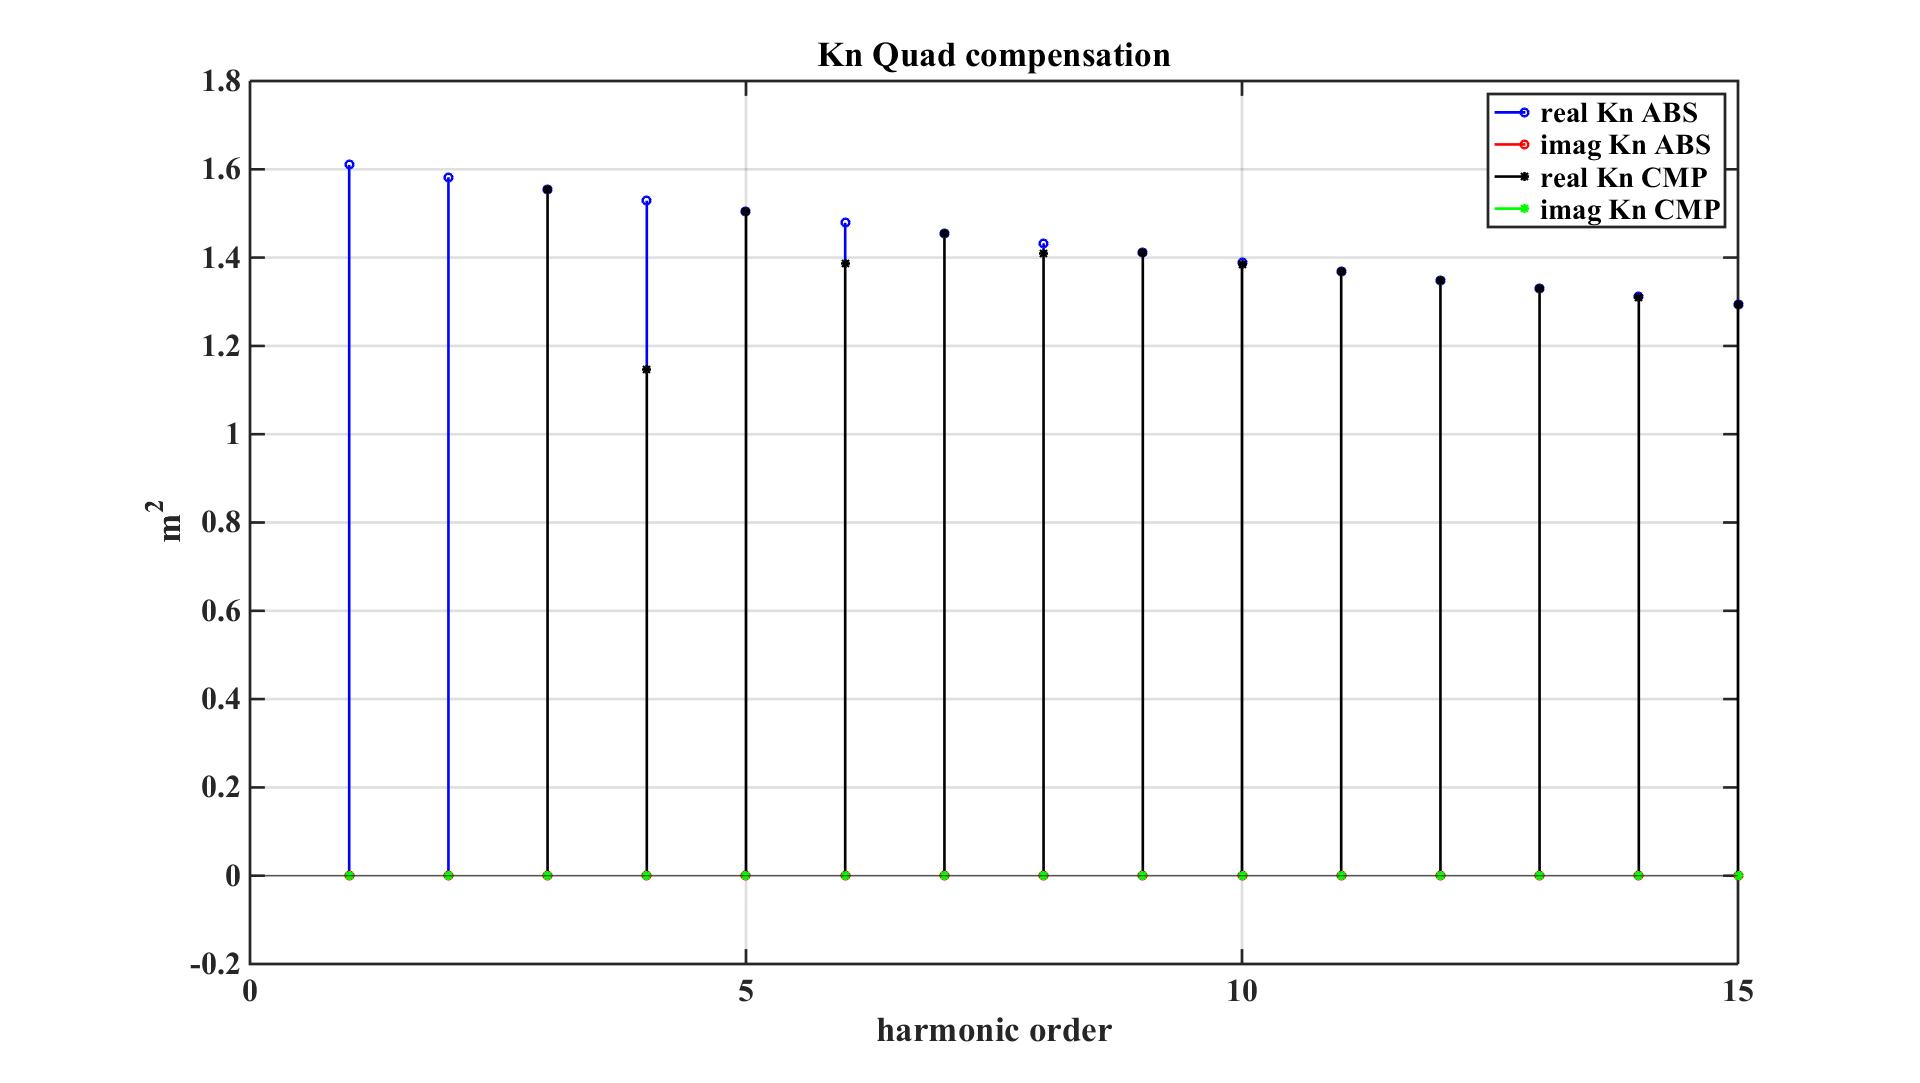 Kn Quad compensation
1.8
1.6
1.4
1.2
1
0.8
0.6
0.4
0.2
0
-0.2
m²
real Kn ABS
imag Kn ABS
real Kn CMP
imag Kn CMP
0 5 10 15
harmonic order